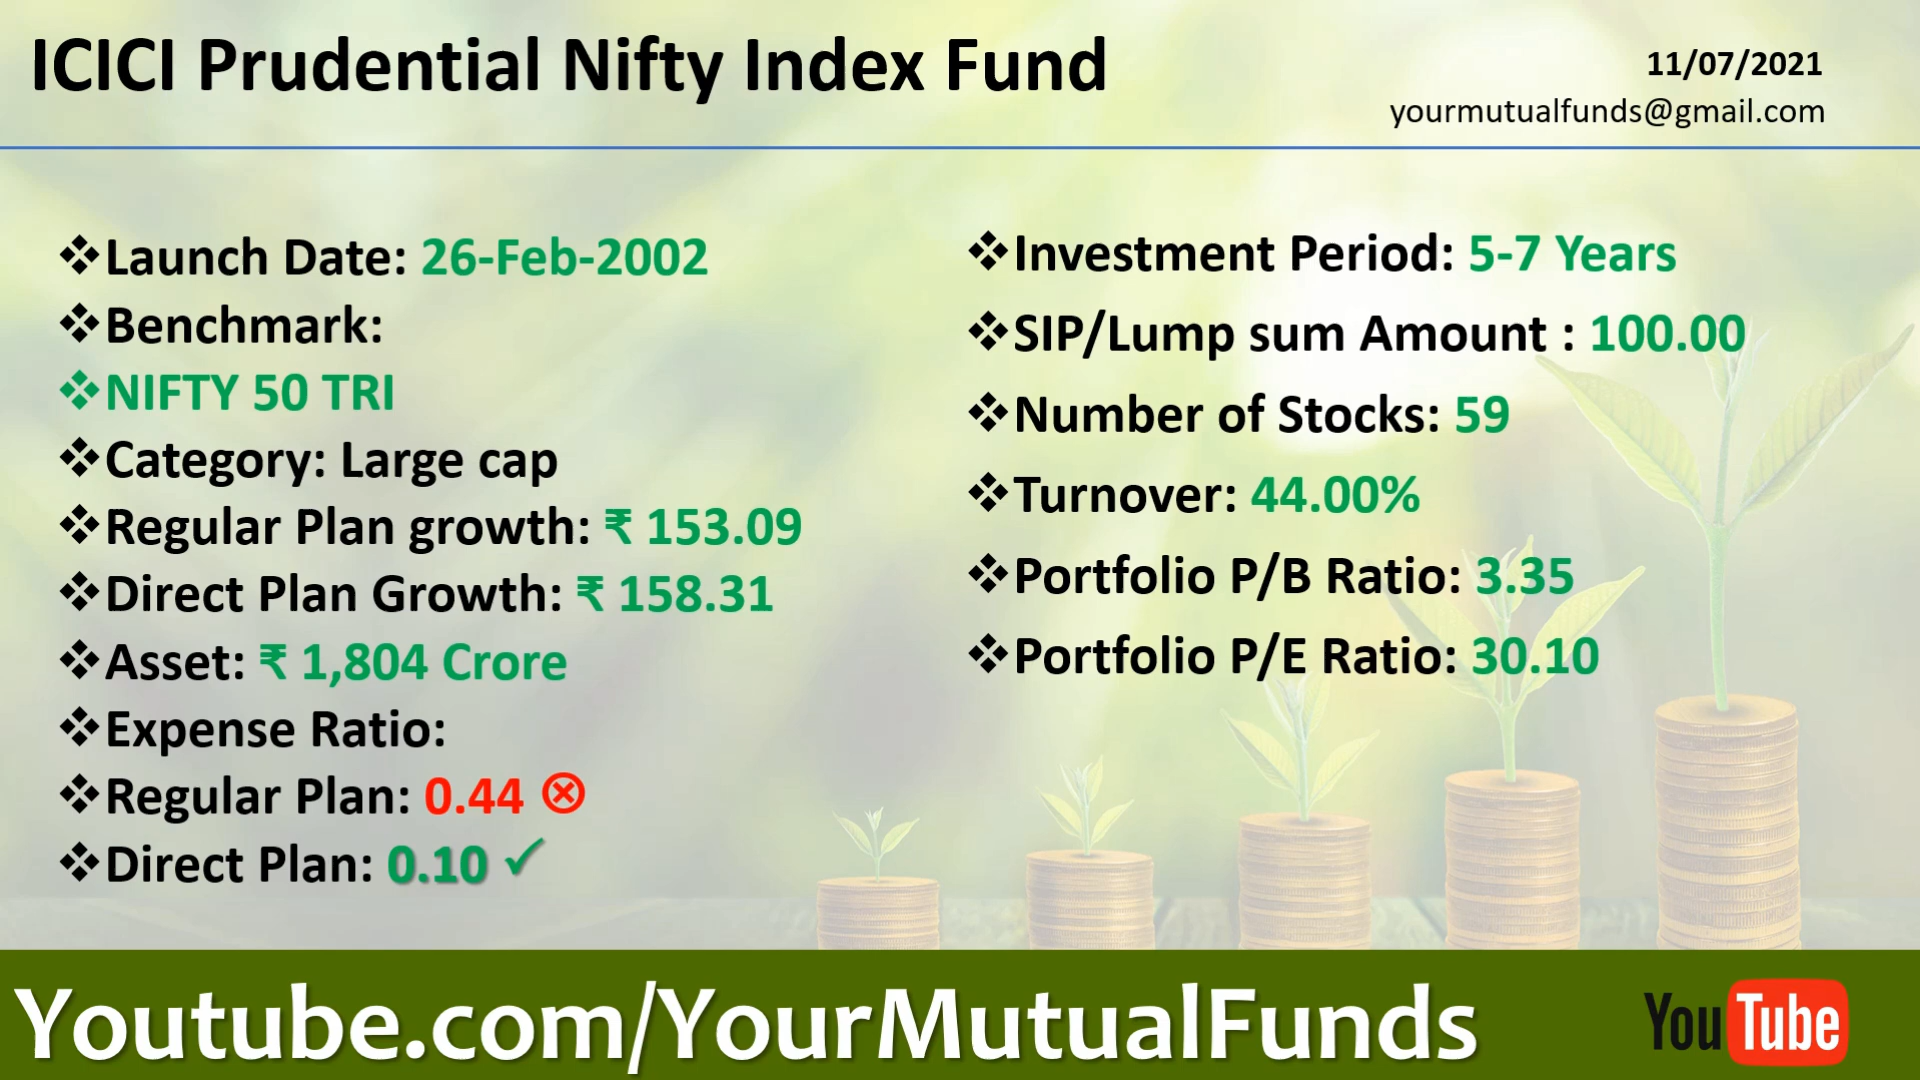 ICICI Prudential Nifty Index Fund
11/07/2021
yourmutualfunds@gmail.com
❖Launch Date: 26-Feb-2002
❖Benchmark:
❖NIFTY 50 TRI
❖Category: Large cap
❖Regular Plan growth: ₹ 153.09
❖Direct Plan Growth: ₹ 158.31
❖Asset: ₹ 1,804 Crore
❖Expense Ratio:
❖Regular Plan: 0.44 ⊗
❖Direct Plan: 0.10 ✓
❖Investment Period: 5-7 Years
❖SIP/Lump sum Amount : 100.00
❖Number of Stocks: 59
❖Turnover: 44.00%
❖Portfolio P/B Ratio: 3.35
❖Portfolio P/E Ratio: 30.10
Youtube.com/YourMutualFunds
YouTube